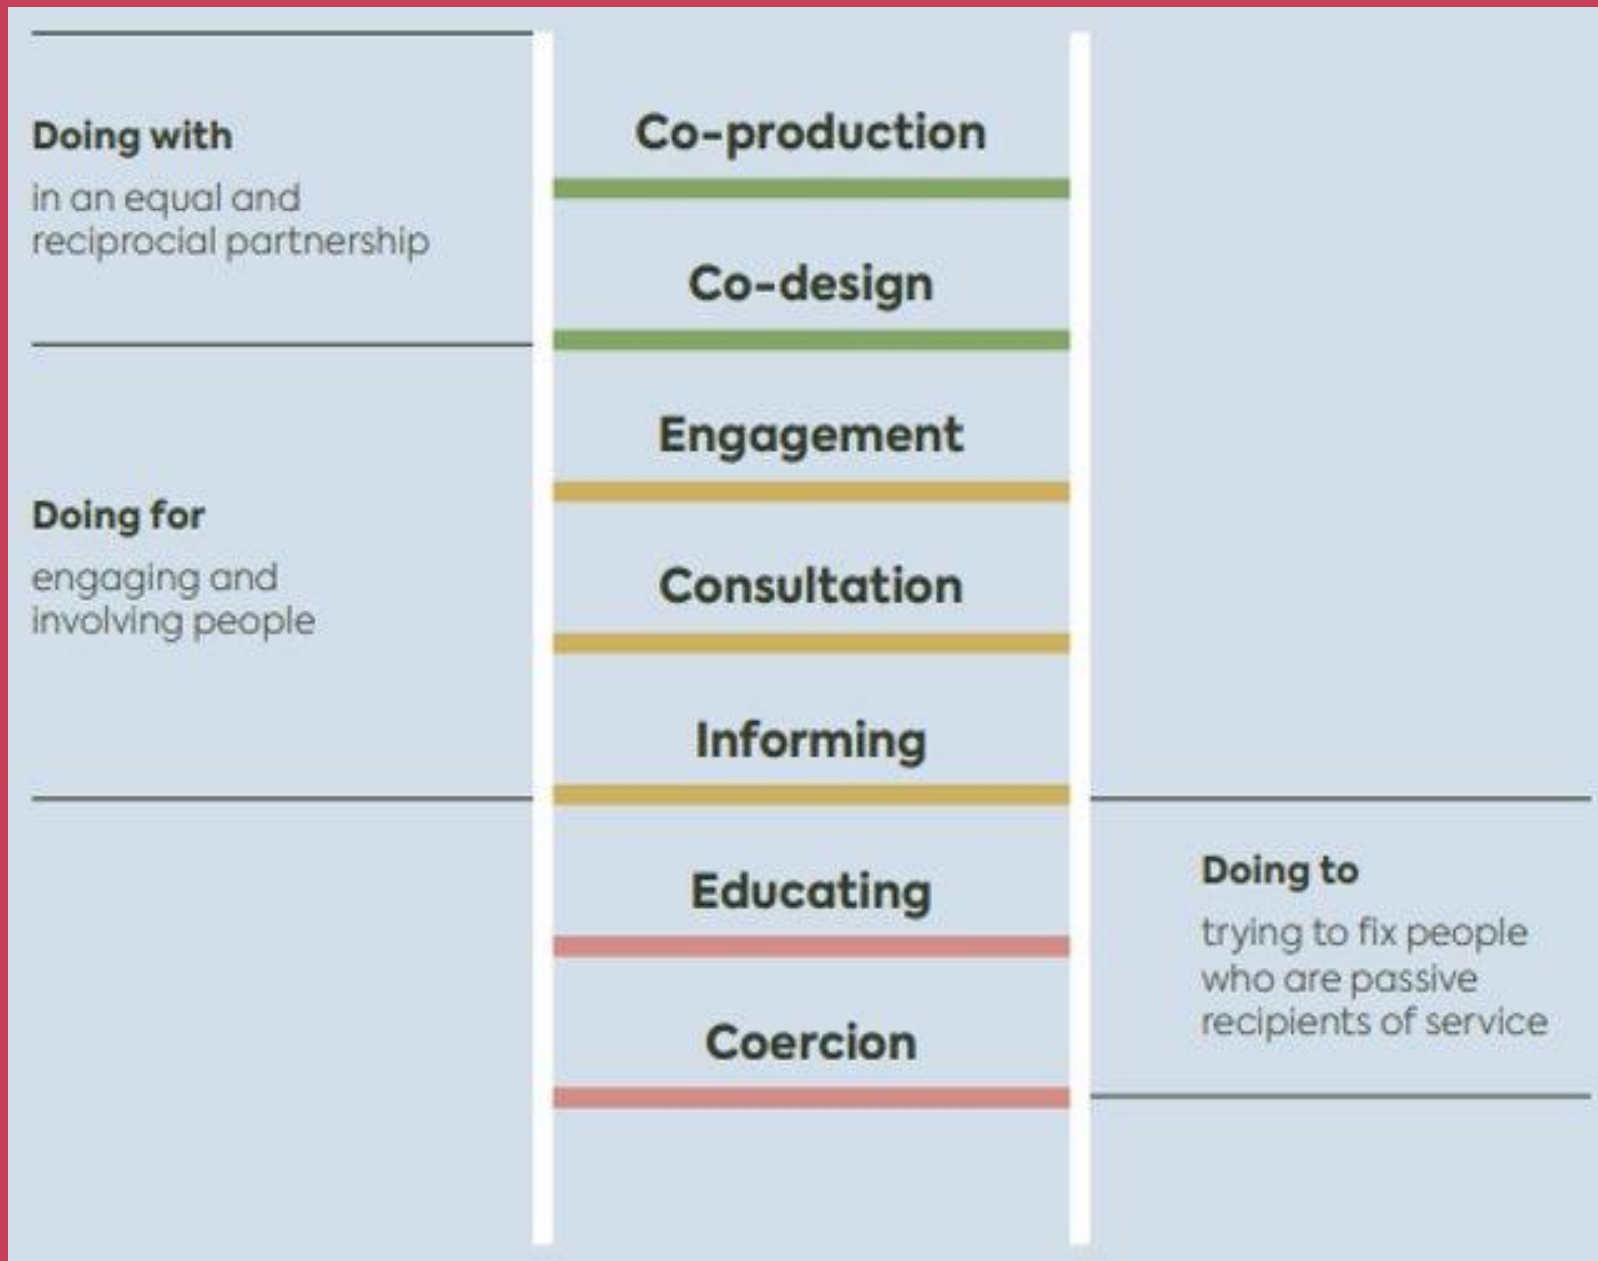 Doing with
in an equal and
reciprocial partnership
Co-production
Co-design
Doing for
engaging and
involving people
Engagement
Consultation
Informing
Educating
Coercion
Doing to
trying to fix people
who are passive
recipients of service